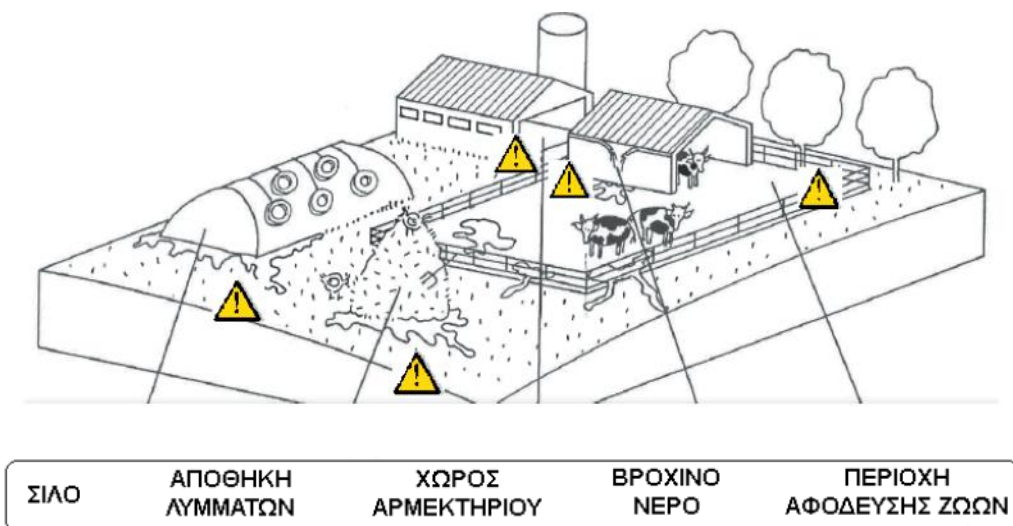 ΣΙΛΟ
ΑΠΟΘΗΚΗ
ΛΥΜΜΑΤΩΝ
ΧΩΡΟΣ
ΑΡΜΕΚΤΗΡΙΟΥ
ΒΡΟΧΙΝΟ
ΝΕΡΟ
ΠΕΡΙΟΧΗ
ΑΦΟΔΕΥΣΗΣ ΖΩΩΝ